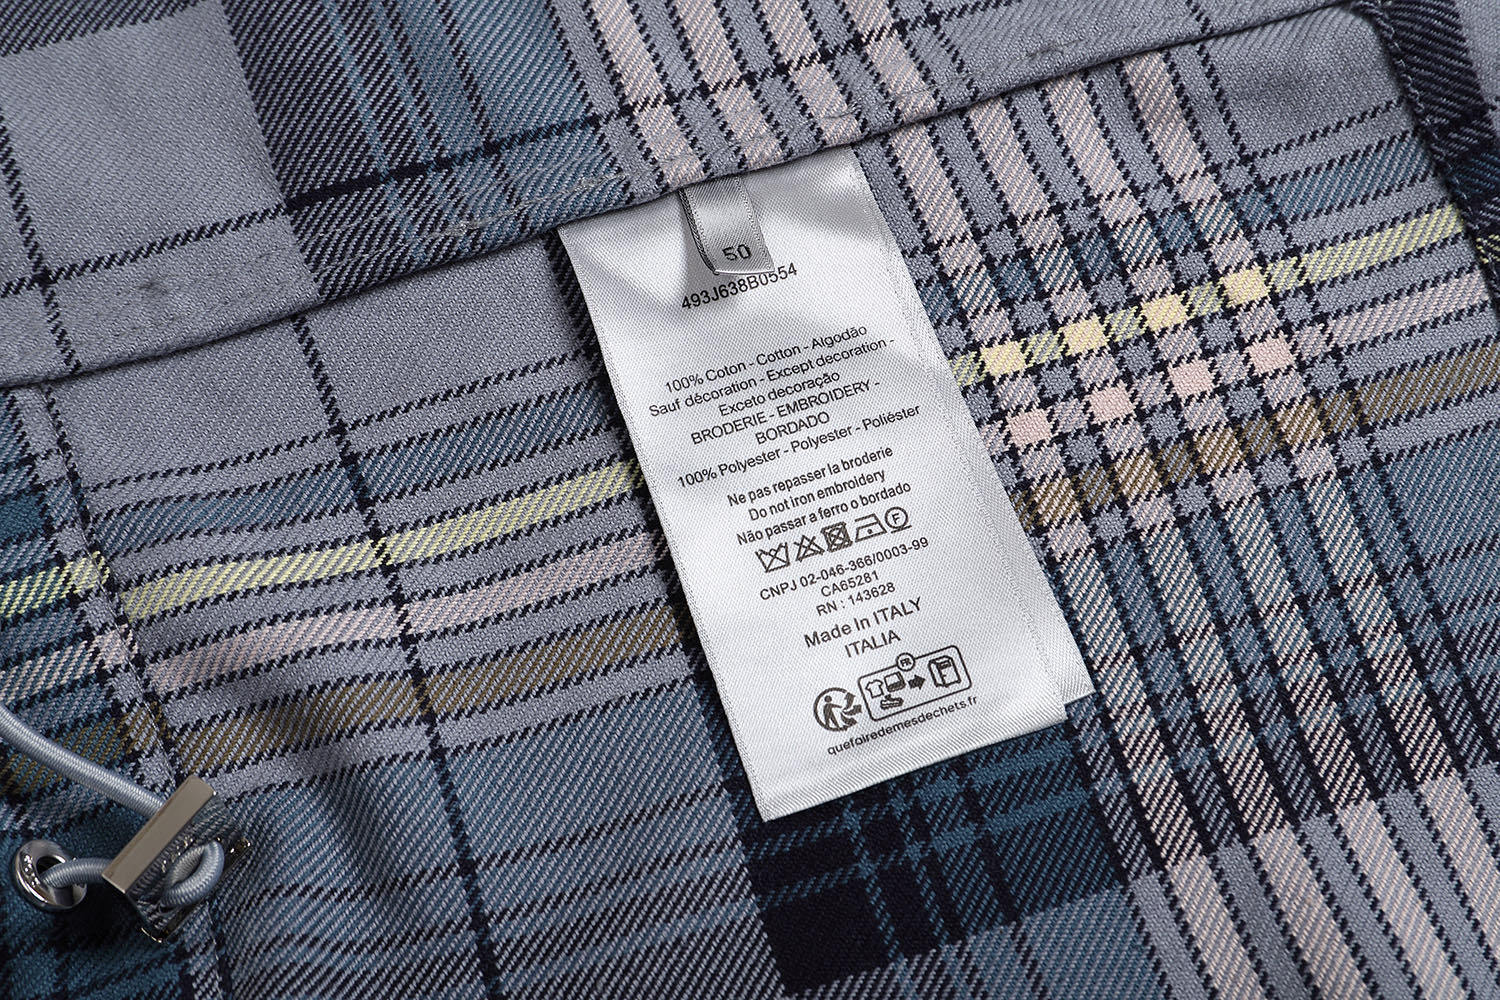 50
493J638B0554
100% Coton - Cotton - Algodão
Sauf décoration - Except decoration -
Exceto decoração
BRODERIE - EMBROIDERY -
BORDADO
100% Polyester - Polyester - Poliéster
Ne pas repasser la broderie
Do not iron embroidery
Não passar a ferro o bordado
F
CNPJ 02-046-366/0003-99
CA65281
RN : 143628
Made In ITALY
ITALIA
FR
quefairedemesdechets.fr